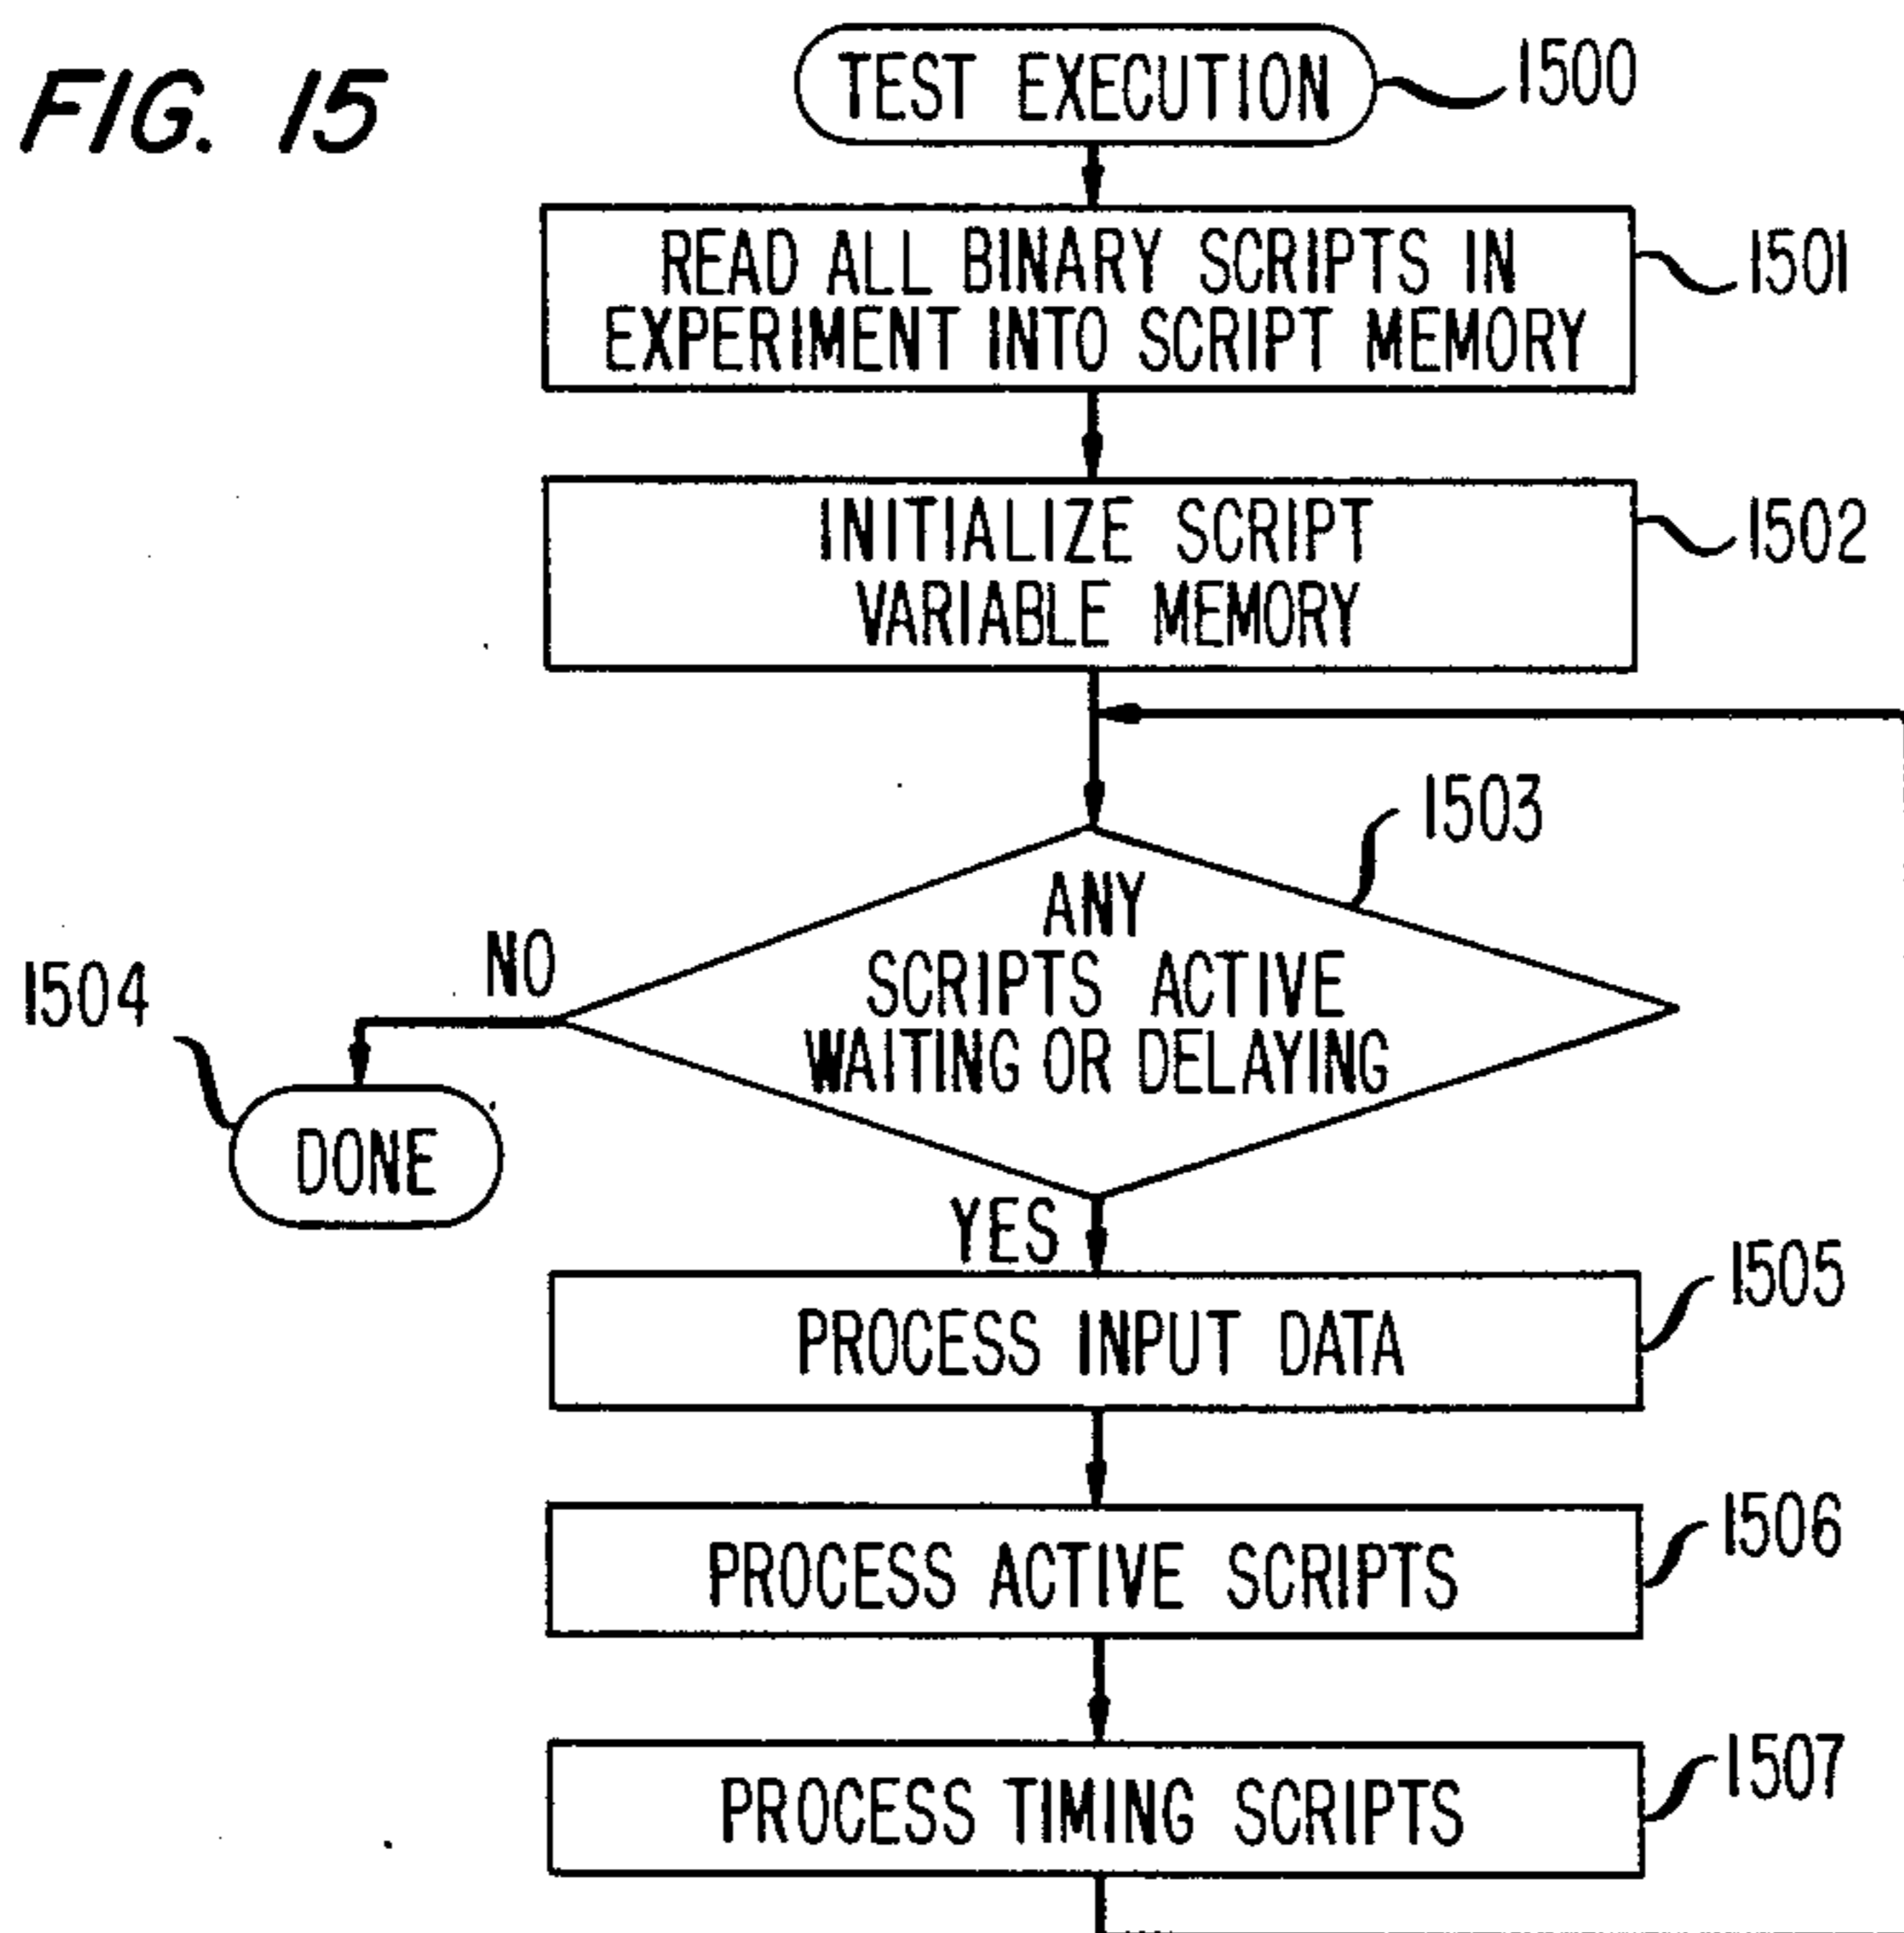 FIG. 15
TEST EXECUTION
1500
READ ALL BINARY SCRIPTS IN
EXPERIMENT INTO SCRIPT MEMORY
1501
INITIALIZE SCRIPT
VARIABLE MEMORY
1502
1503
ANY
SCRIPTS ACTIVE
WAITING OR DELAYING
NO
1504
DONE
YES
PROCESS INPUT DATA
1505
PROCESS ACTIVE SCRIPTS
1506
PROCESS TIMING SCRIPTS
1507